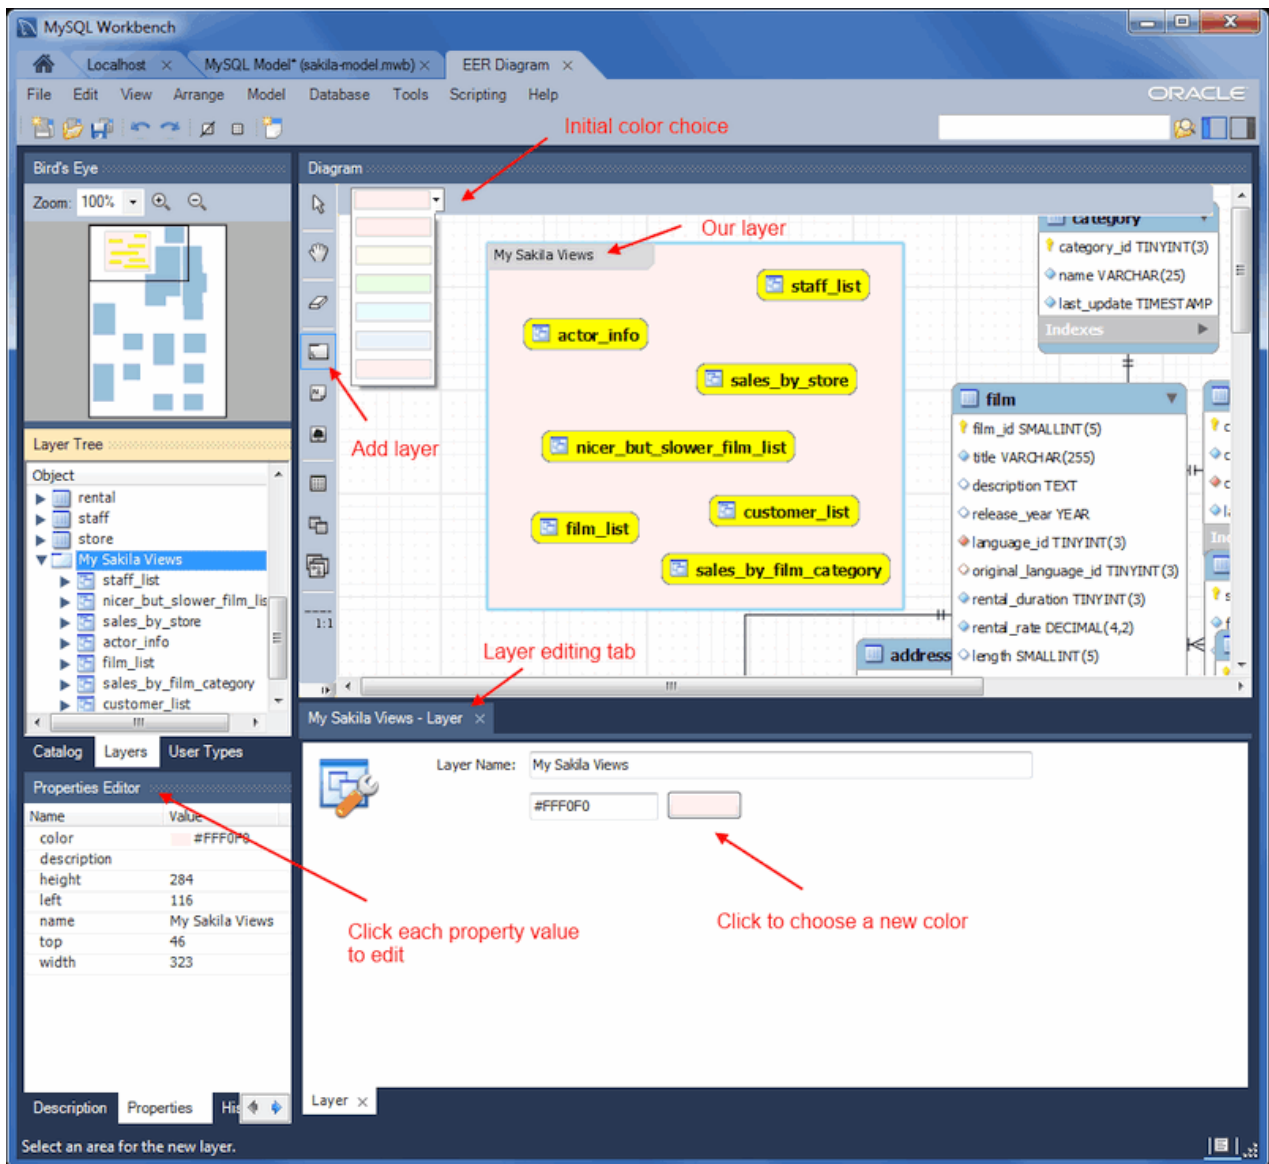 MySQL Workbench
Localhost
MySQL Model* (sakila-model.mwb)
EER Diagram
File Edit View Arrange Model Database Tools Scripting Help
ORACLE
Initial color choice
Bird's Eye
Zoom: 100%
Diagram
Our layer
My Sakila Views
staff_list
actor_info
sales_by_store
nicer_but_slower_film_list
customer_list
film_list
sales_by_film_category
Add layer
category
category_id TINYINT(3)
name VARCHAR(25)
last_update TIMESTAMP
Indexes
film
film_id SMALLINT(5)
title VARCHAR(255)
description TEXT
release_year YEAR
language_id TINYINT(3)
original_language_id TINYINT(3)
rental_duration TINYINT(3)
rental_rate DECIMAL(4,2)
length SMALLINT(5)
address
1:1
Layer Tree
Object
rental
staff
store
My Sakila Views
staff_list
nicer_but_slower_film_lis
sales_by_store
actor_info
film_list
sales_by_film_category
customer_list
Catalog Layers User Types
Layer editing tab
My Sakila Views - Layer
Layer Name: My Sakila Views
#FFF0F0
Click to choose a new color
Properties Editor
Name Value
color #FFF0F0
description
height 284
left 116
name My Sakila Views
top 46
width 323
Click each property value
to edit
Description Properties His
Layer
Select an area for the new layer.